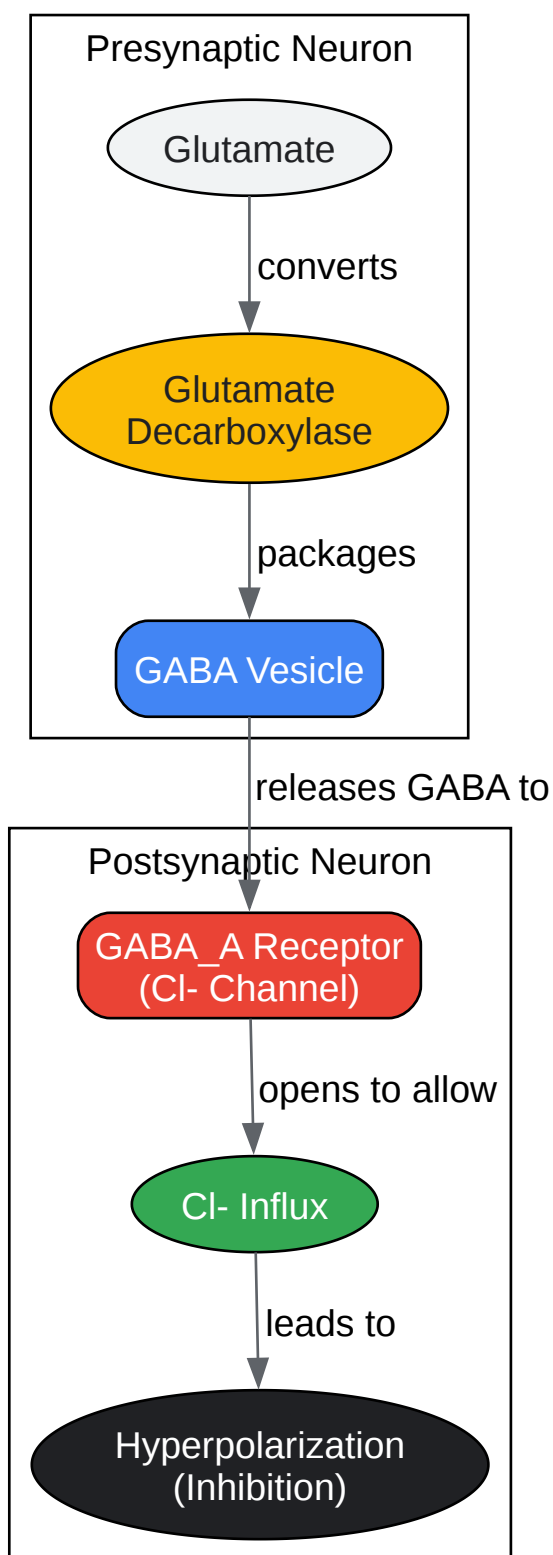 Presynaptic Neuron
Glutamate
converts
Glutamate
Decarboxylase
packages
GABA Vesicle
releases GABA to
Postsynaptic Neuron
GABA_A Receptor
(Cl- Channel)
opens to allow
Cl- Influx
leads to
Hyperpolarization
(Inhibition)